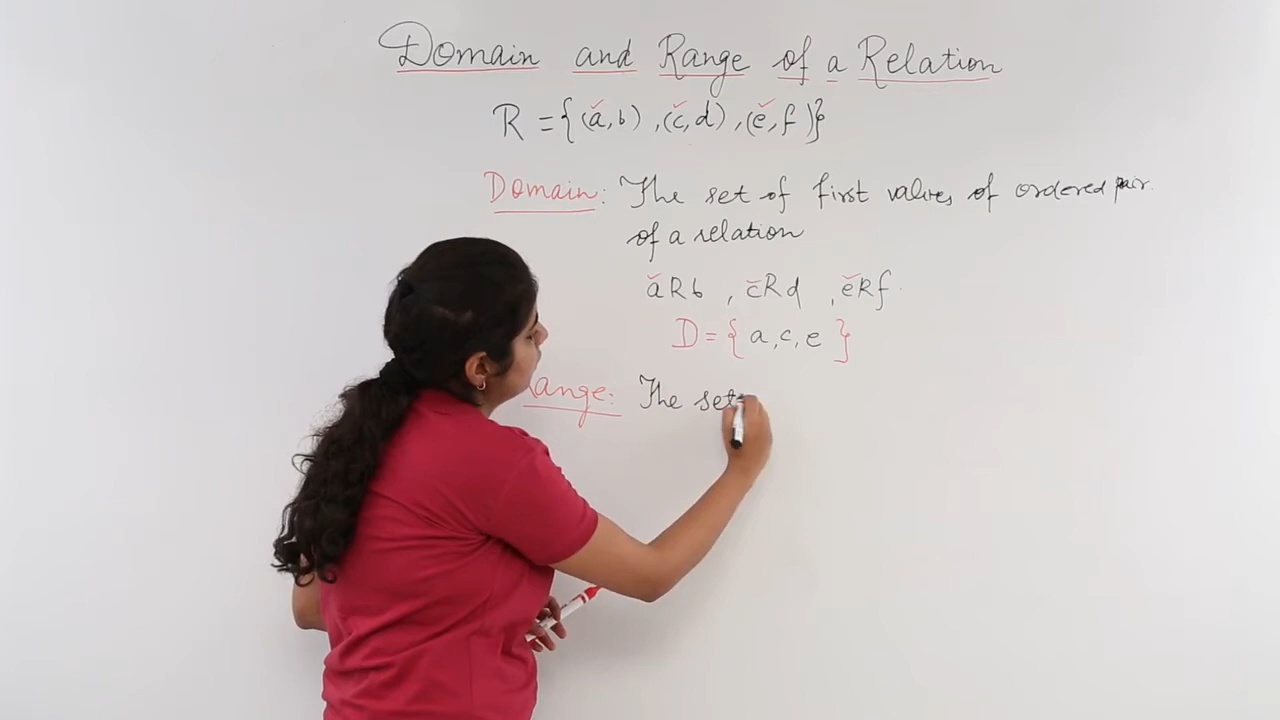 Domain and Range of a Relation
R = {(a,b) , (c,d) , (e,f)}
Domain: The set of first values of ordered pair.
of a relation
aRb , cRd , eRf.
D = { a, c, e }
ange: The set